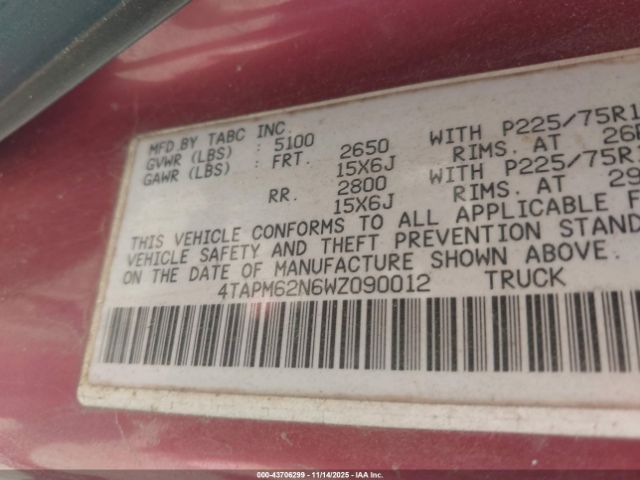 MFD.BY TABC INC.
GVWR (LBS) : 5100
GAWR (LBS) : FRT. 2650 WITH P225/75R1
15X6J RIMS. AT 26
RR. 2800 WITH P225/75R
15X6J RIMS. AT 29
THIS VEHICLE CONFORMS TO ALL APPLICABLE F
VEHICLE SAFETY AND THEFT PREVENTION STAND
ON THE DATE OF MANUFACTURE SHOWN ABOVE.
4TAPM62N6WZ090012 TRUCK
000-43706299 - 11/14/2025 - IAA Inc.